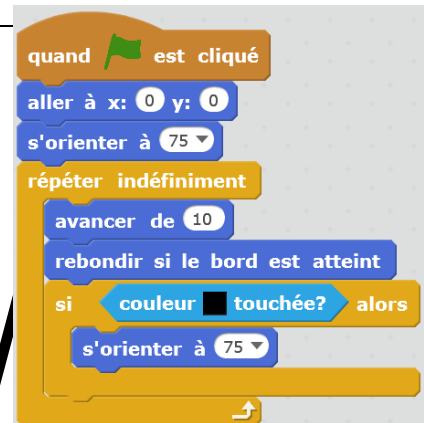 quand est cliqué
aller à x: 0 y: 0
s'orienter à 75
répéter indéfiniment
avancer de 10
rebondir si le bord est atteint
si couleur touchée? alors
s'orienter à 75